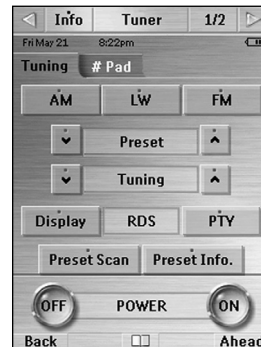 Info Tuner 1/2
Fri May 21 8:22pm
Tuning # Pad
AM LW FM
Preset
Tuning
Display RDS PTY
Preset Scan Preset Info.
OFF POWER ON
Back Ahead